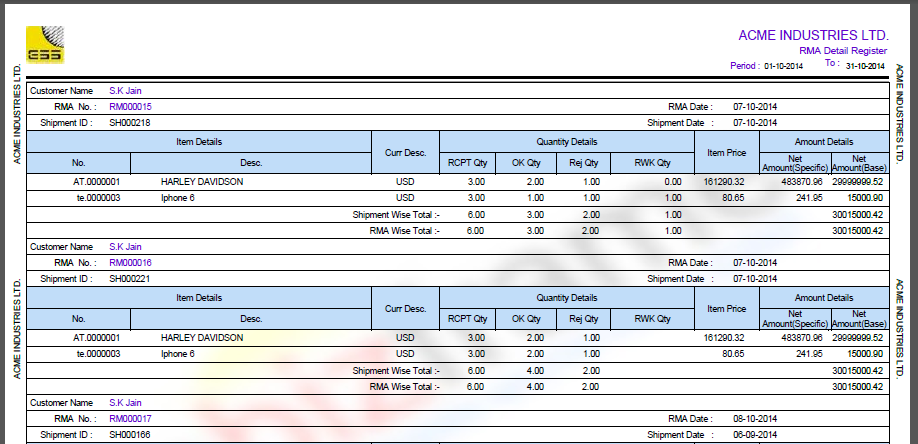 ESS
ACME INDUSTRIES LTD.
RMA Detail Register
Period : 01-10-2014 To : 31-10-2014
ACME INDUSTRIES LTD.
ACME INDUSTRIES LTD.
Customer Name S.K Jain
RMA No. : RM000015 RMA Date : 07-10-2014
Shipment ID : SH000218 Shipment Date : 07-10-2014
Item Details Curr Desc. Quantity Details Item Price Amount Details
No. Desc. RCPT Qty OK Qty Rej Qty RWK Qty Net Amount(Specific) Net Amount(Base)
AT.0000001 HARLEY DAVIDSON USD 3.00 2.00 1.00 0.00 161290.32 483870.96 29999999.52
te.0000003 Iphone 6 USD 3.00 1.00 1.00 1.00 80.65 241.95 15000.90
Shipment Wise Total :- 6.00 3.00 2.00 1.00 30015000.42
RMA Wise Total :- 6.00 3.00 2.00 1.00 30015000.42
Customer Name S.K Jain
RMA No. : RM000016 RMA Date : 07-10-2014
Shipment ID : SH000221 Shipment Date : 07-10-2014
ACME INDUSTRIES LTD.
ACME INDUSTRIES LTD.
Item Details Curr Desc. Quantity Details Item Price Amount Details
No. Desc. RCPT Qty OK Qty Rej Qty RWK Qty Net Amount(Specific) Net Amount(Base)
AT.0000001 HARLEY DAVIDSON USD 3.00 2.00 1.00 161290.32 483870.96 29999999.52
te.0000003 Iphone 6 USD 3.00 2.00 1.00 80.65 241.95 15000.90
Shipment Wise Total :- 6.00 4.00 2.00 30015000.42
RMA Wise Total :- 6.00 4.00 2.00 30015000.42
Customer Name S.K Jain
RMA No. : RM000017 RMA Date : 08-10-2014
Shipment ID : SH000166 Shipment Date : 06-09-2014